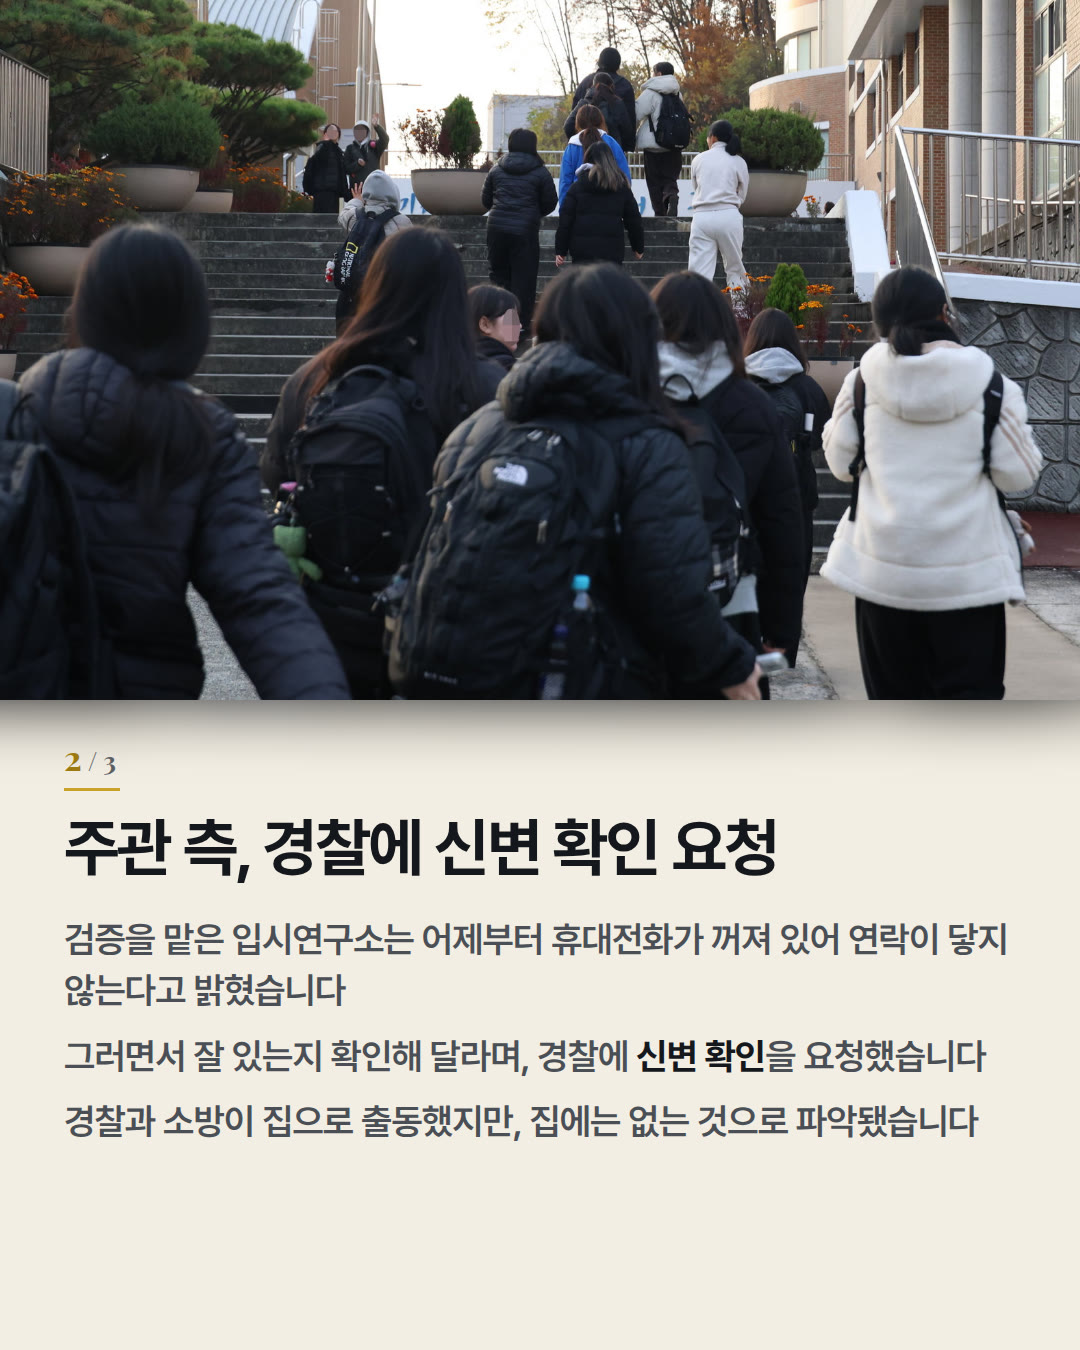 THE NORTH FACE
2 / 3
주관 측, 경찰에 신변 확인 요청
검증을 맡은 입시연구소는 어제부터 휴대전화가 꺼져 있어 연락이 닿지
않는다고 밝혔습니다
그러면서 잘 있는지 확인해 달라며, 경찰에 신변 확인을 요청했습니다
경찰과 소방이 집으로 출동했지만, 집에는 없는 것으로 파악됐습니다